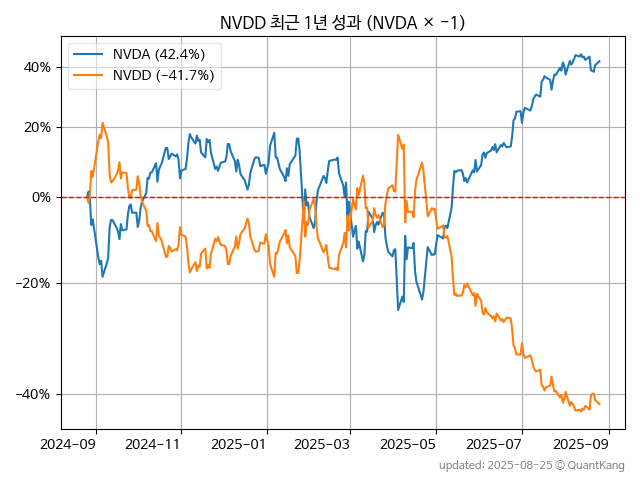 NVDD 최근 1년 성과 (NVDA × −1)
NVDA (42.4%)
NVDD (−41.7%)
40%
20%
0%
−20%
−40%
2024−09 2024−11 2025−01 2025−03 2025−05 2025−07 2025−09
updated: 2025−08−25 © QuantKang